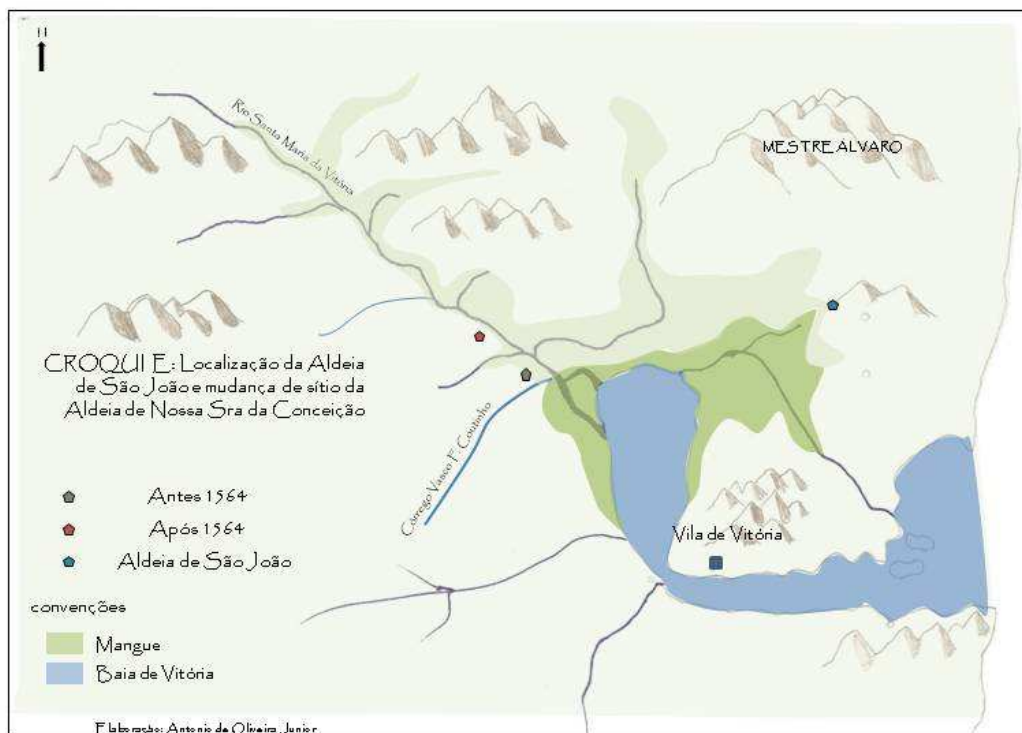 N
Rio Santa Maria da Vitória
MESTRE ALVARO
CROQUI E: Localização da Aldeia
de São João e mudança de sítio da
Aldeia de Nossa Sra da Conceição
Córrego Vasco F. Coutinho
Antes 1564
Após 1564
Aldeia de São João
Vila de Vitória
convenções
Mangue
Baia de Vitória
Elaboração: Antonio de Oliveira Junior